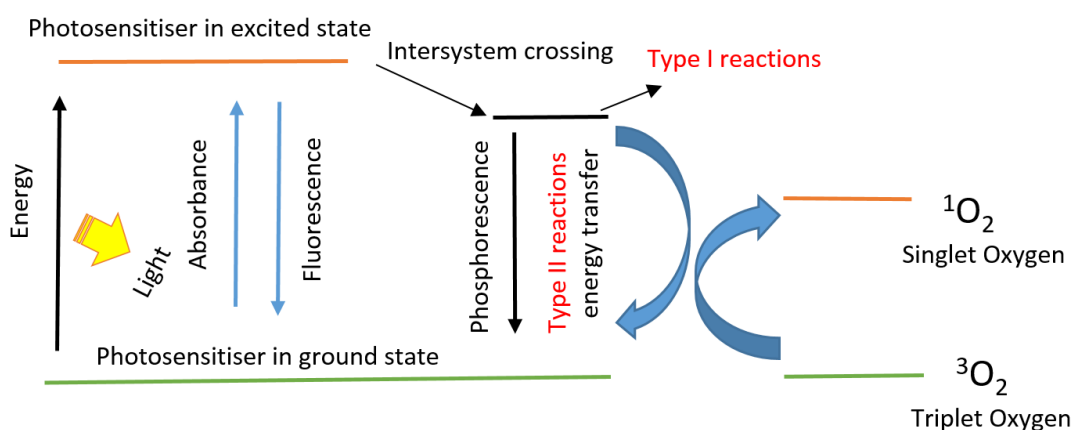 Photosensitiser in excited state
Intersystem crossing
Type I reactions
Energy
Light
Absorbance
Fluorescence
Phosphorescence
Type II reactions
energy transfer
¹O₂
Singlet Oxygen
Photosensitiser in ground state
³O₂
Triplet Oxygen